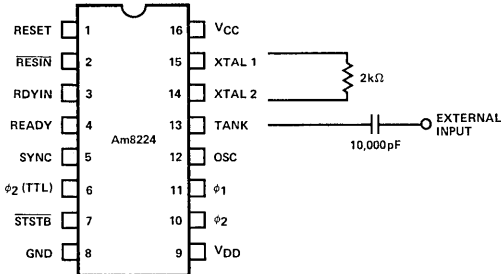 RESET 1 16 VCC
RESIN 2 15 XTAL 1
2kΩ
RDYIN 3 14 XTAL 2
READY 4 13 TANK
EXTERNAL
INPUT
Am8224
10,000pF
SYNC 5 12 OSC
ϕ2 (TTL) 6 11 ϕ1
STSTB 7 10 ϕ2
GND 8 9 VDD